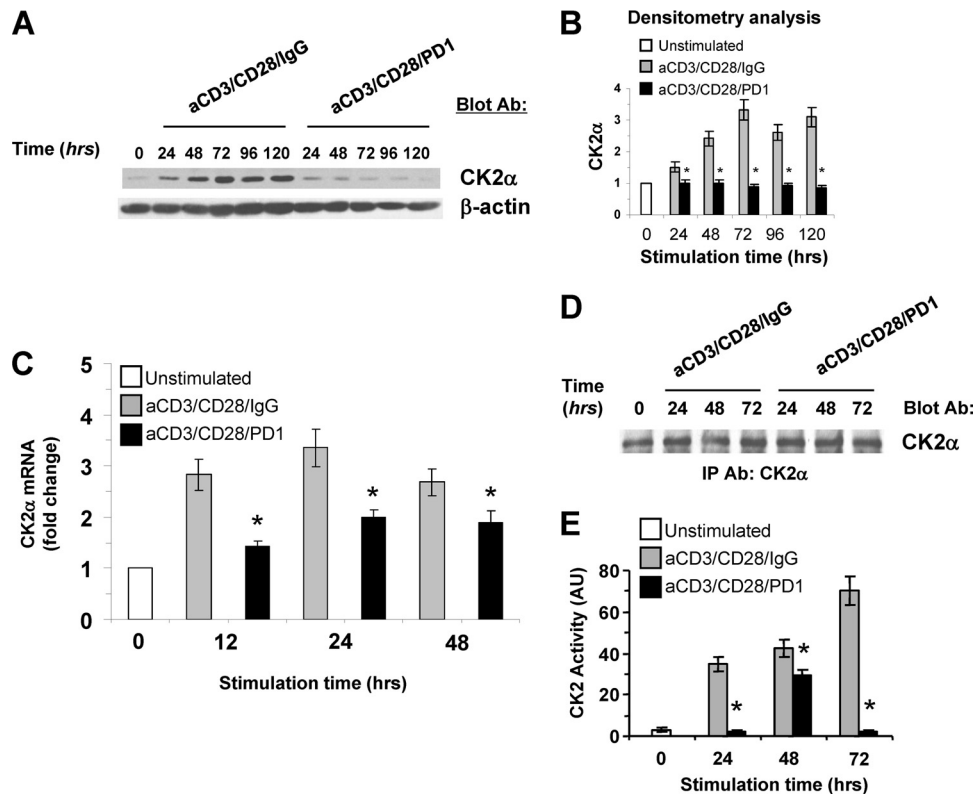 A
aCD3/CD28/IgG
aCD3/CD28/PD1
Blot Ab:
Time (hrs) 0 24 48 72 96 120 24 48 72 96 120
CK2α
β-actin
B
Densitometry analysis
Unstimulated
aCD3/CD28/IgG
aCD3/CD28/PD1
CK2α
4
3
2
1
0
* * * * *
0 24 48 72 96 120
Stimulation time (hrs)
C
Unstimulated
aCD3/CD28/IgG
aCD3/CD28/PD1
CK2α mRNA
(fold change)
5
4
3
2
1
0
* * *
0 12 24 48
Stimulation time (hrs)
D
aCD3/CD28/IgG
aCD3/CD28/PD1
Time
(hrs) 0 24 48 72 24 48 72 Blot Ab:
CK2α
IP Ab: CK2α
E
Unstimulated
aCD3/CD28/IgG
aCD3/CD28/PD1
CK2 Activity (AU)
80
60
40
20
0
* * *
0 24 48 72
Stimulation time (hrs)